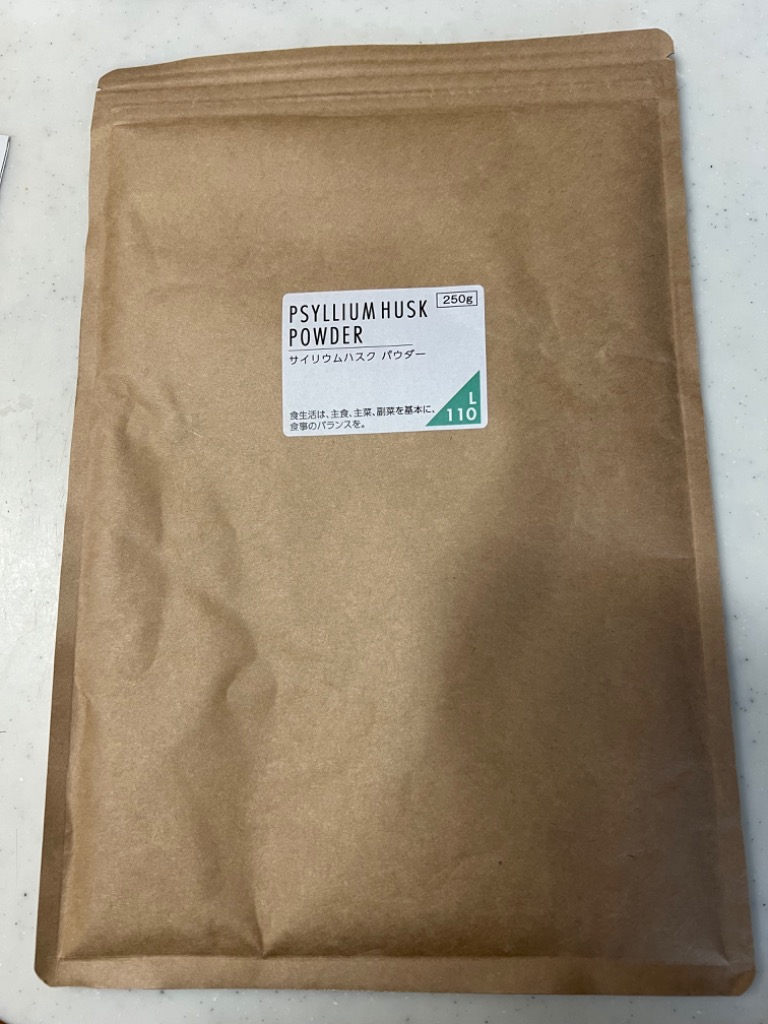 PSYLLIUM HUSK
250g
POWDER
サイリウムハスク パウダー
食生活は、主食、主菜、副菜を基本に、
食事のバランスを。
L
110